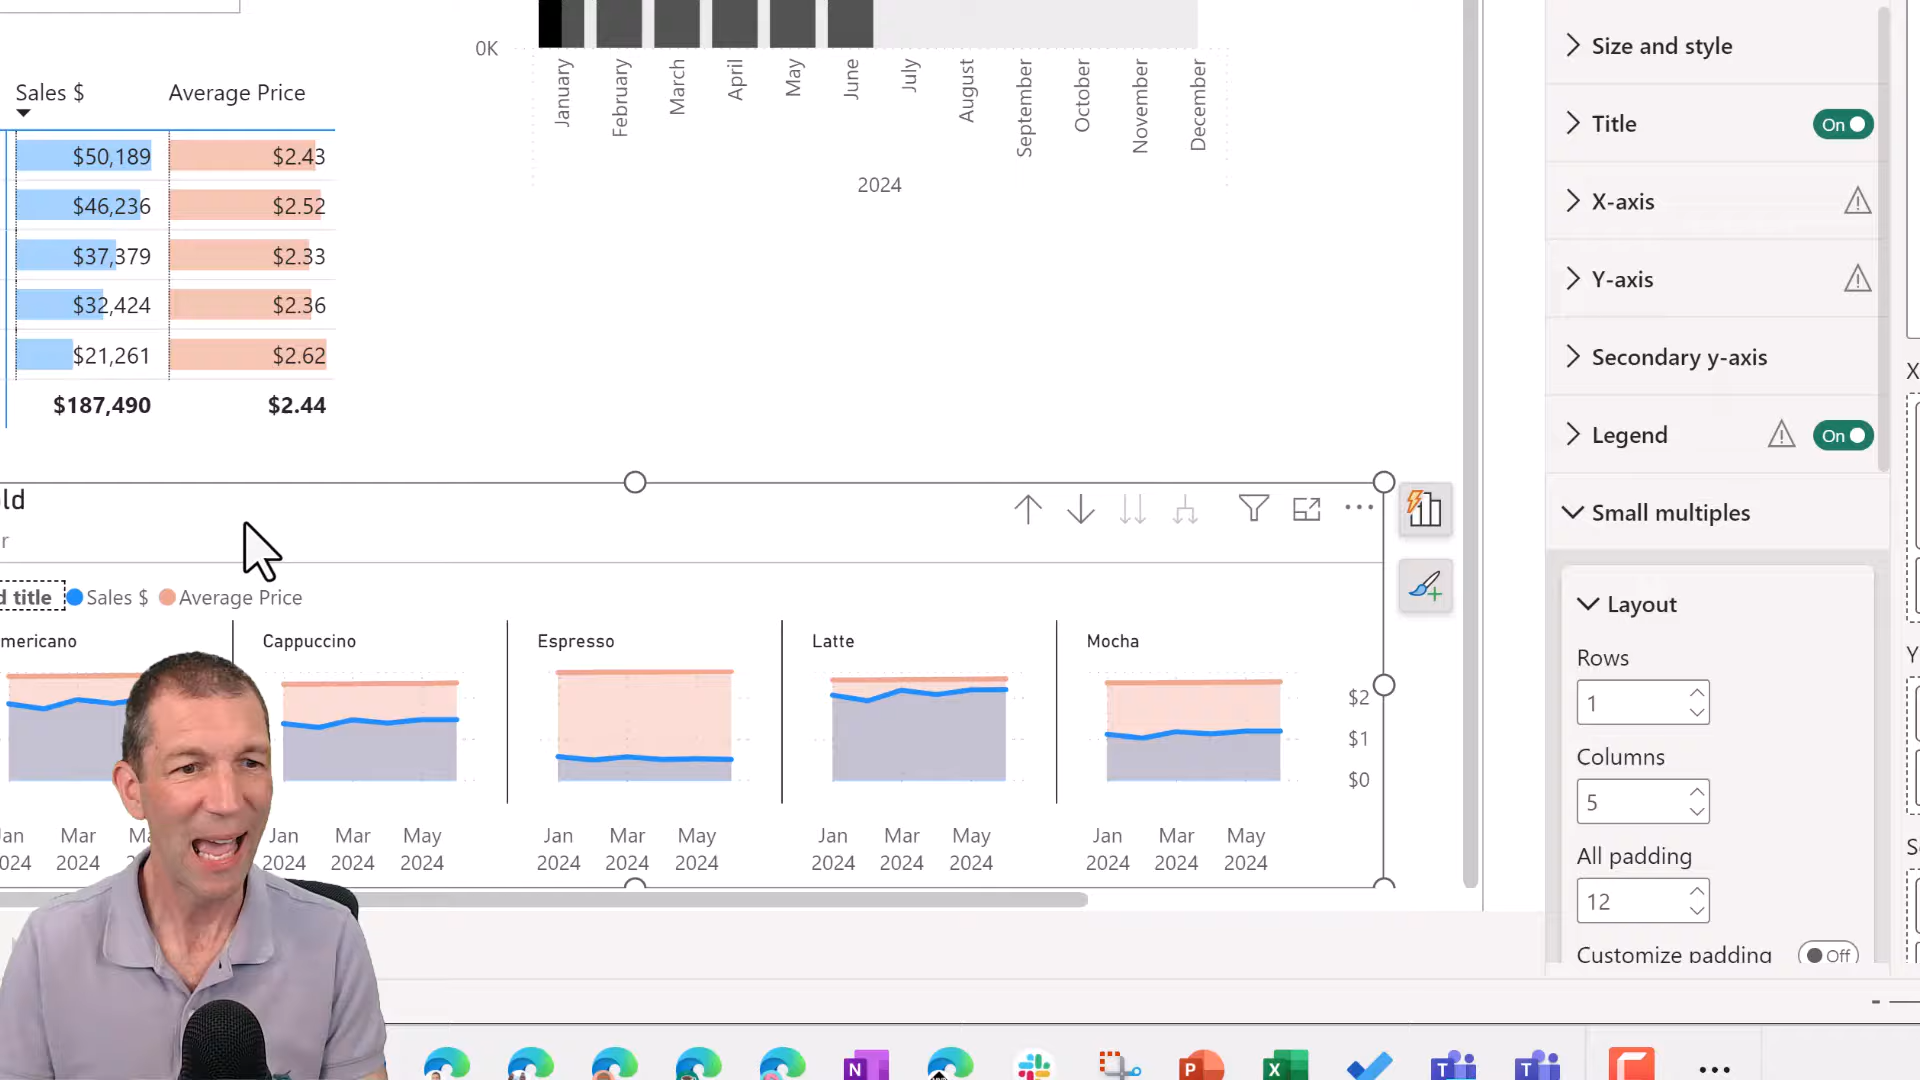 0K
January
February
March
April
May
June
July
August
September
October
November
December
2024
Sales $ Average Price
$50,189 $2.43
$46,236 $2.52
$37,379 $2.33
$32,424 $2.36
$21,261 $2.62
$187,490 $2.44
ld
r
d title Sales $ Average Price
mericano Cappuccino Espresso Latte Mocha
$2
$1
$0
an Mar Ma Jan Mar May Jan Mar May Jan Mar May Jan Mar May
024 2024 2024 2024 2024 2024 2024 2024 2024 2024 2024 2024 2024
Size and style
Title On
X-axis
Y-axis
Secondary y-axis
Legend On
Small multiples
Layout
Rows
1
Columns
5
All padding
12
Customize padding Off
X
Y
Se
N P X T T